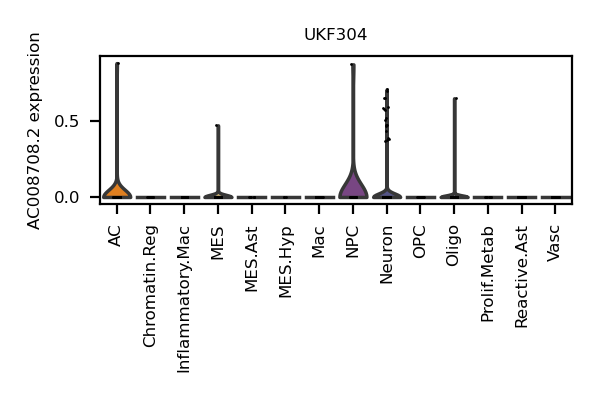 UKF304
AC008708.2 expression
0.5
0.0
AC
Chromatin.Reg
Inflammatory.Mac
MES
MES.Ast
MES.Hyp
Mac
NPC
Neuron
OPC
Oligo
Prolif.Metab
Reactive.Ast
Vasc